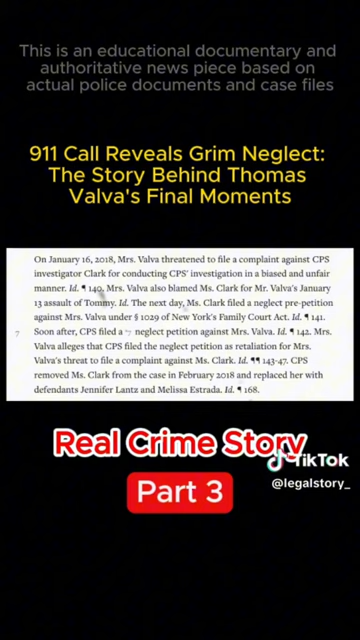 This is an educational documentary and
authoritative news piece based on
actual police documents and case files
911 Call Reveals Grim Neglect:
The Story Behind Thomas
Valva's Final Moments
On January 16, 2018, Mrs. Valva threatened to file a complaint against CPS
investigator Clark for conducting CPS' investigation in a biased and unfair
manner. Id. ¶ 140. Mrs. Valva also blamed Ms. Clark for Mr. Valva's January
13 assault of Tommy. Id. The next day, Ms. Clark filed a neglect pre-petition
against Mrs. Valva under § 1029 of New York's Family Court Act. Id. ¶ 141.
7 Soon after, CPS filed a neglect petition against Mrs. Valva. Id. ¶ 142. Mrs.
Valva alleges that CPS filed the neglect petition as retaliation for Mrs.
Valva's threat to file a complaint against Ms. Clark. Id. ¶¶ 143-47. CPS
removed Ms. Clark from the case in February 2018 and replaced her with
defendants Jennifer Lantz and Melissa Estrada. Id. ¶ 168.
Real Crime Story
TikTok
Part 3
@legalstory_